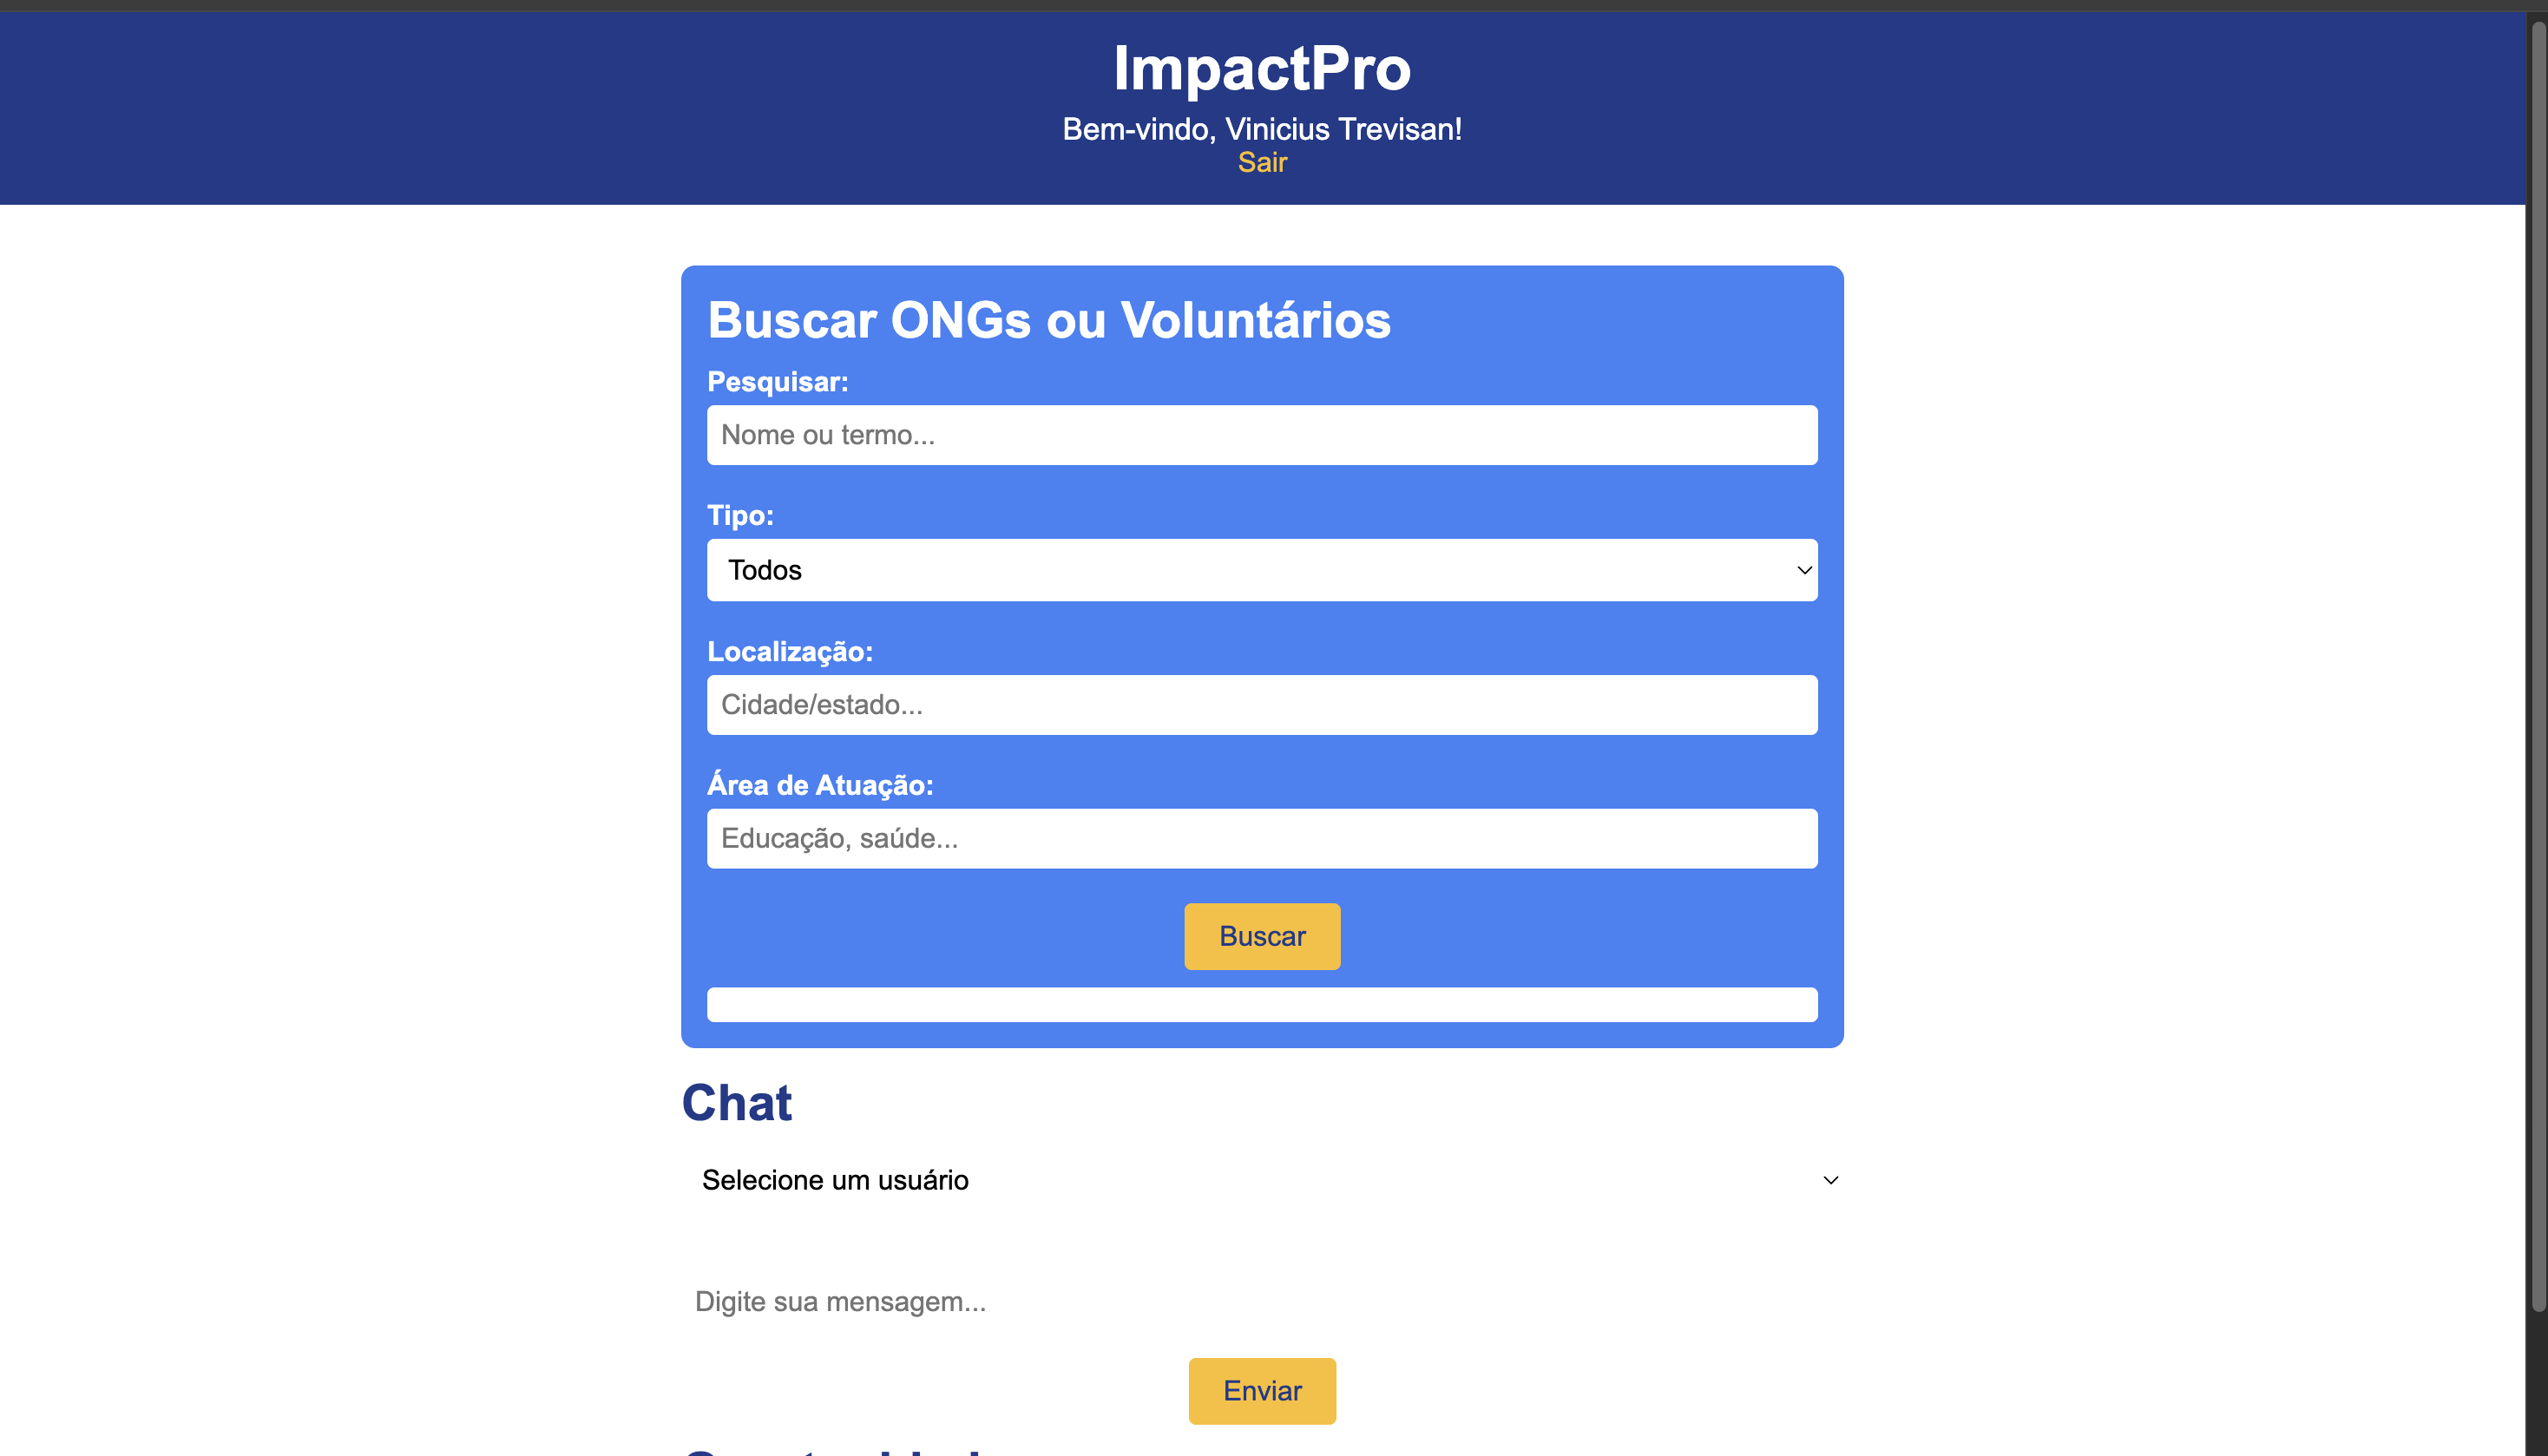 ImpactPro
Bem-vindo, Vinicius Trevisan!
Sair
Buscar ONGs ou Voluntários
Pesquisar:
Nome ou termo...
Tipo:
Todos
Localização:
Cidade/estado...
Área de Atuação:
Educação, saúde...
Buscar
Chat
Selecione um usuário
Digite sua mensagem...
Enviar